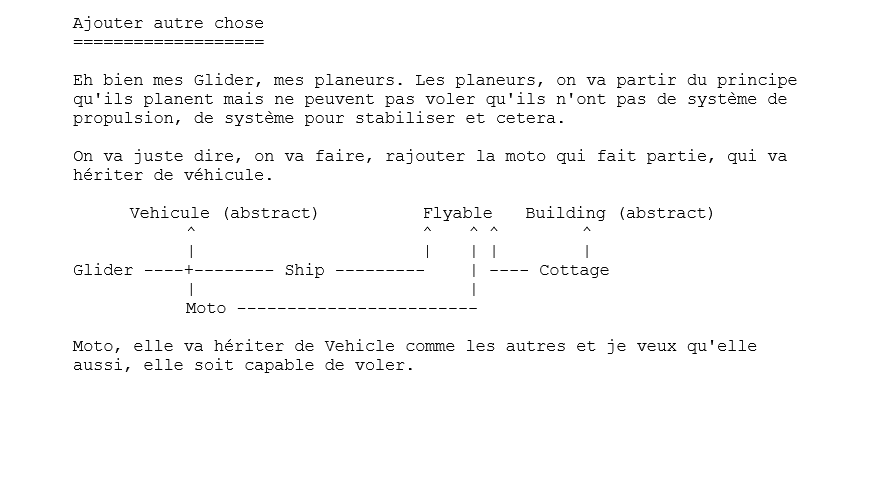 Ajouter autre chose
===================
Eh bien mes Glider, mes planeurs. Les planeurs, on va partir du principe
qu'ils planent mais ne peuvent pas voler qu'ils n'ont pas de système de
propulsion, de système pour stabiliser et cetera.
On va juste dire, on va faire, rajouter la moto qui fait partie, qui va
hériter de véhicule.
Vehicule (abstract)           Flyable   Building (abstract)
^                       ^    ^ ^         ^
|                       |    | |         |
Glider ----+-------- Ship ---------     | ---- Cottage
|                            |
Moto -------------------------
Moto, elle va hériter de Vehicle comme les autres et je veux qu'elle
aussi, elle soit capable de voler.